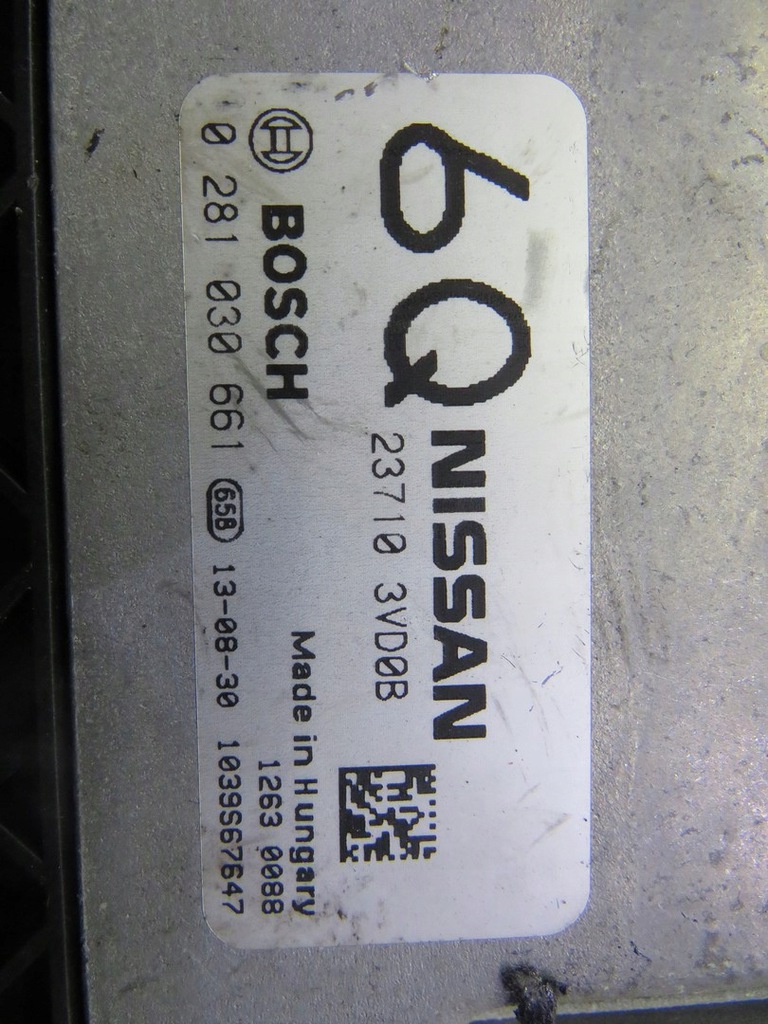 6Q NISSAN
23710 3VD0B
BOSCH
Made in Hungary
1263 0088
0 281 030 661 65B 13-08-30 1039S67647